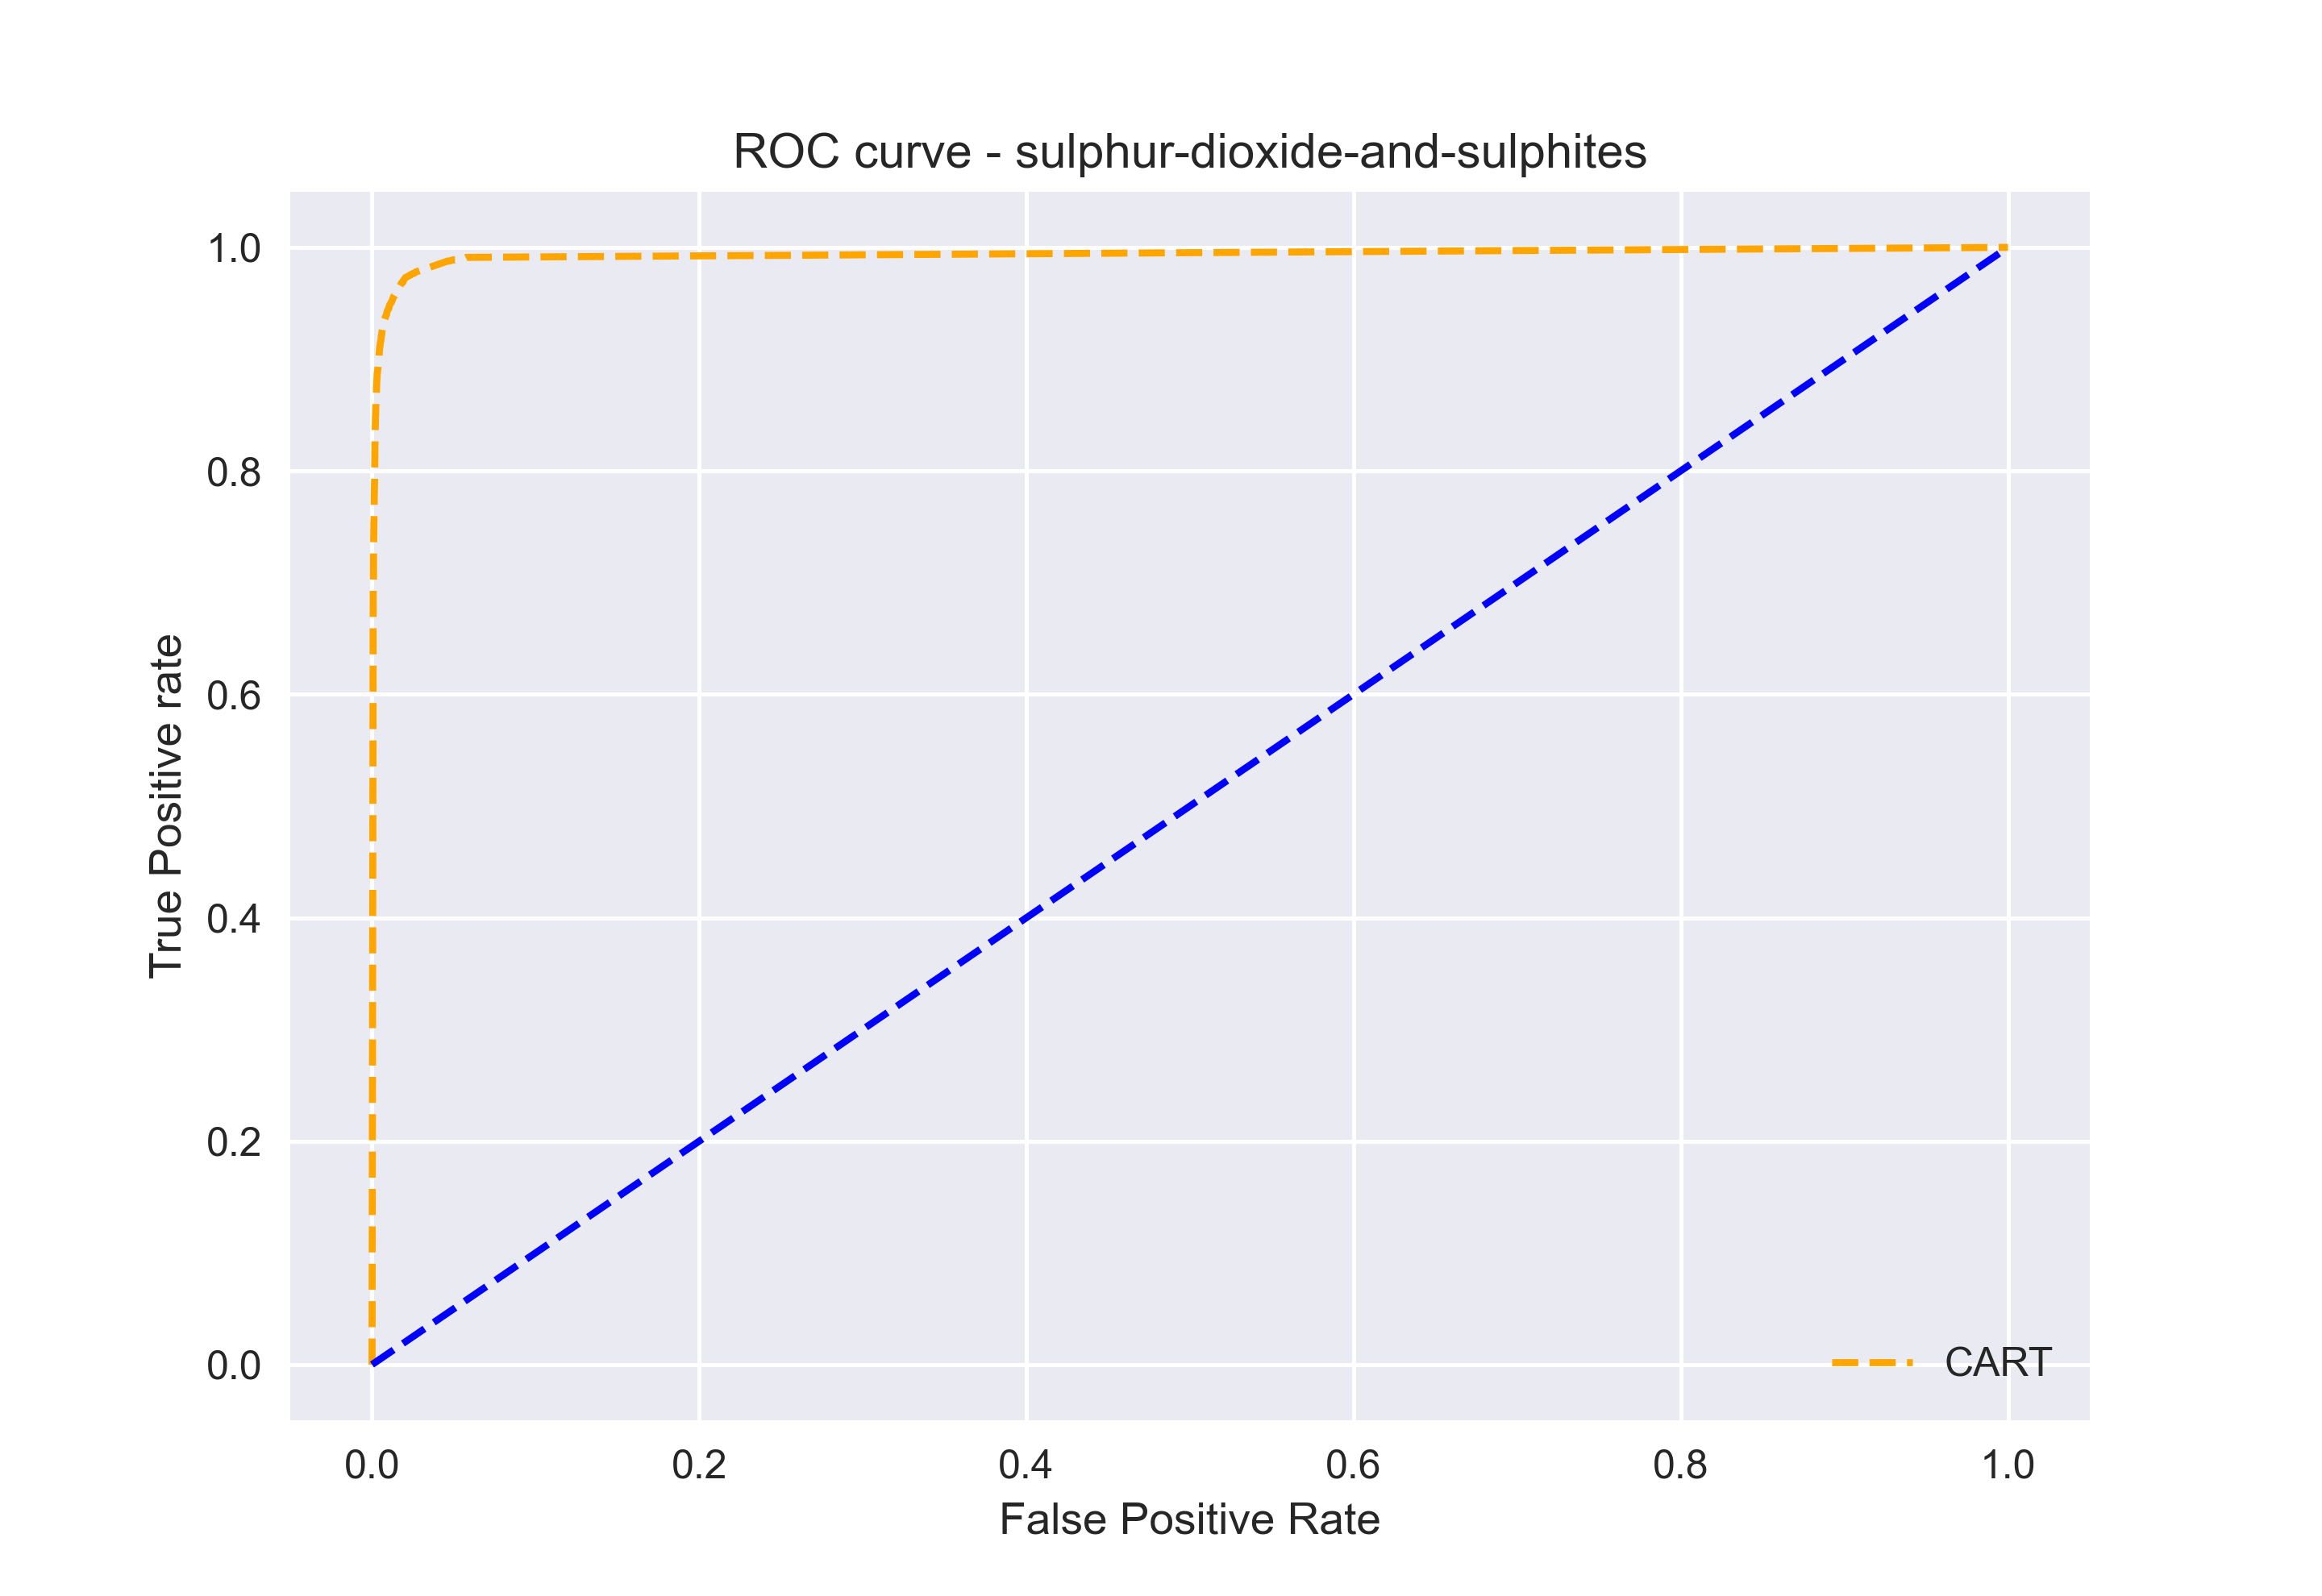 ROC curve - sulphur-dioxide-and-sulphites
True Positive rate
1.0
0.8
0.6
0.4
0.2
0.0
CART
0.0 0.2 0.4 0.6 0.8 1.0
False Positive Rate